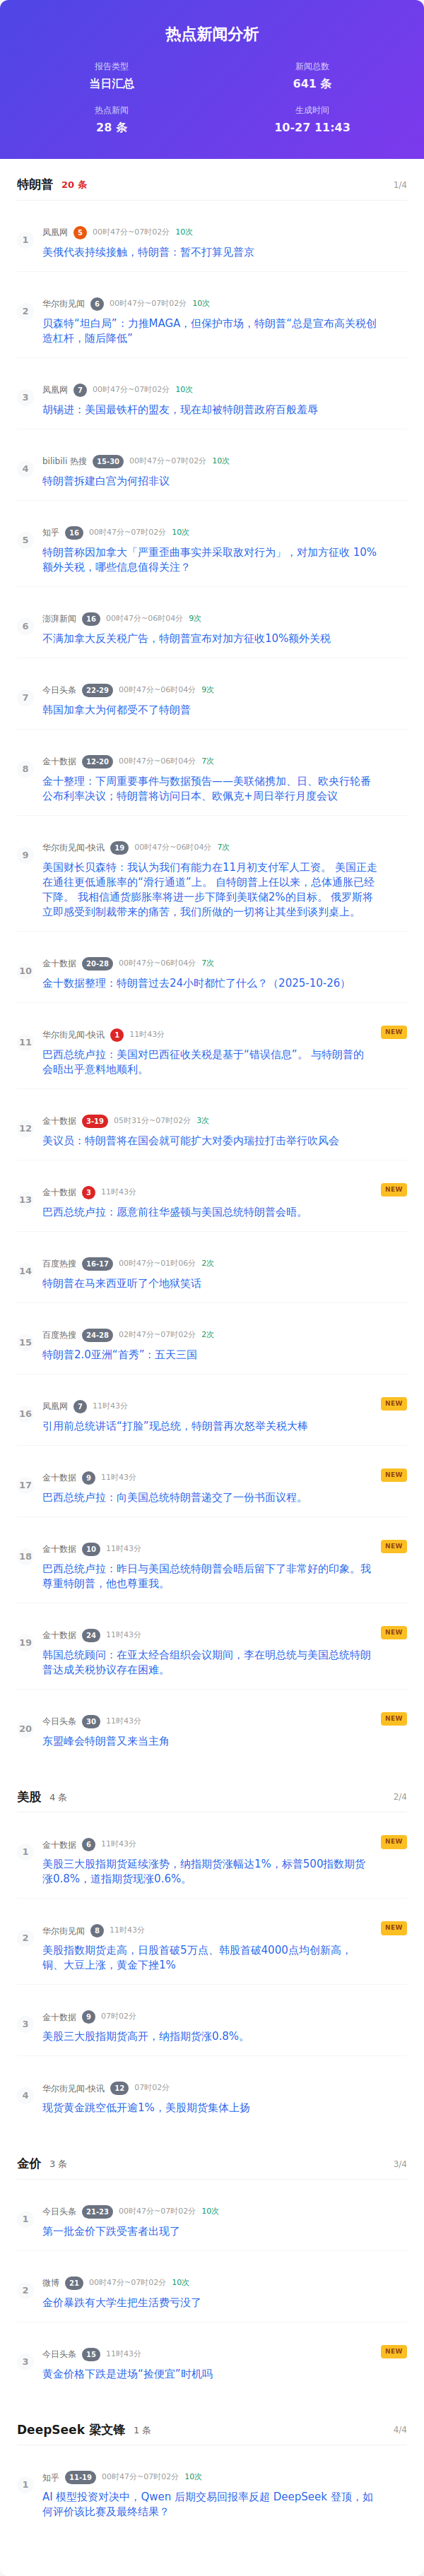 热点新闻分析
报告类型
当日汇总
新闻总数
641 条
热点新闻
28 条
生成时间
10-27 11:43
特朗普 20 条 1/4
1
凤凰网 5 00时47分~07时02分 10次
美俄代表持续接触，特朗普：暂不打算见普京
2
华尔街见闻 6 00时47分~07时02分 10次
贝森特“坦白局”：力推MAGA，但保护市场，特朗普“总是宣布高关税创
造杠杆，随后降低”
3
凤凰网 7 00时47分~07时02分 10次
胡锡进：美国最铁杆的盟友，现在却被特朗普政府百般羞辱
4
bilibili 热搜 15-30 00时47分~07时02分 10次
特朗普拆建白宫为何招非议
5
知乎 16 00时47分~07时02分 10次
特朗普称因加拿大「严重歪曲事实并采取敌对行为」，对加方征收 10%
额外关税，哪些信息值得关注？
6
澎湃新闻 16 00时47分~06时04分 9次
不满加拿大反关税广告，特朗普宣布对加方征收10%额外关税
7
今日头条 22-29 00时47分~06时04分 9次
韩国加拿大为何都受不了特朗普
8
金十数据 12-20 00时47分~06时04分 7次
金十整理：下周重要事件与数据预告——美联储携加、日、欧央行轮番
公布利率决议；特朗普将访问日本、欧佩克+周日举行月度会议
9
华尔街见闻-快讯 19 00时47分~06时04分 7次
美国财长贝森特：我认为我们有能力在11月初支付军人工资。 美国正走
在通往更低通胀率的“滑行通道”上。 自特朗普上任以来，总体通胀已经
下降。 我相信通货膨胀率将进一步下降到美联储2%的目标。 俄罗斯将
立即感受到制裁带来的痛苦，我们所做的一切将让其坐到谈判桌上。
10
金十数据 20-28 00时47分~06时04分 7次
金十数据整理：特朗普过去24小时都忙了什么？（2025-10-26）
11
华尔街见闻-快讯 1 11时43分 NEW
巴西总统卢拉：美国对巴西征收关税是基于“错误信息”。 与特朗普的
会晤出乎意料地顺利。
12
金十数据 3-19 05时31分~07时02分 3次
美议员：特朗普将在国会就可能扩大对委内瑞拉打击举行吹风会
13
金十数据 3 11时43分 NEW
巴西总统卢拉：愿意前往华盛顿与美国总统特朗普会晤。
14
百度热搜 16-17 00时47分~01时06分 2次
特朗普在马来西亚听了个地狱笑话
15
百度热搜 24-28 02时47分~07时02分 2次
特朗普2.0亚洲“首秀”：五天三国
16
凤凰网 7 11时43分 NEW
引用前总统讲话“打脸”现总统，特朗普再次怒举关税大棒
17
金十数据 9 11时43分 NEW
巴西总统卢拉：向美国总统特朗普递交了一份书面议程。
18
金十数据 10 11时43分 NEW
巴西总统卢拉：昨日与美国总统特朗普会晤后留下了非常好的印象。我
尊重特朗普，他也尊重我。
19
金十数据 24 11时43分 NEW
韩国总统顾问：在亚太经合组织会议期间，李在明总统与美国总统特朗
普达成关税协议存在困难。
20
今日头条 30 11时43分 NEW
东盟峰会特朗普又来当主角
美股 4 条 2/4
1
金十数据 6 11时43分 NEW
美股三大股指期货延续涨势，纳指期货涨幅达1%，标普500指数期货
涨0.8%，道指期货现涨0.6%。
2
华尔街见闻 8 11时43分 NEW
美股指数期货走高，日股首破5万点、韩股首破4000点均创新高，
铜、大豆上涨，黄金下挫1%
3
金十数据 9 07时02分
美股三大股指期货高开，纳指期货涨0.8%。
4
华尔街见闻-快讯 12 07时02分
现货黄金跳空低开逾1%，美股期货集体上扬
金价 3 条 3/4
1
今日头条 21-23 00时47分~07时02分 10次
第一批金价下跌受害者出现了
2
微博 21 00时47分~07时02分 10次
金价暴跌有大学生把生活费亏没了
3
今日头条 15 11时43分 NEW
黄金价格下跌是进场“捡便宜”时机吗
DeepSeek 梁文锋 1 条 4/4
1
知乎 11-19 00时47分~07时02分 10次
AI 模型投资对决中，Qwen 后期交易回报率反超 DeepSeek 登顶，如
何评价该比赛及最终结果？